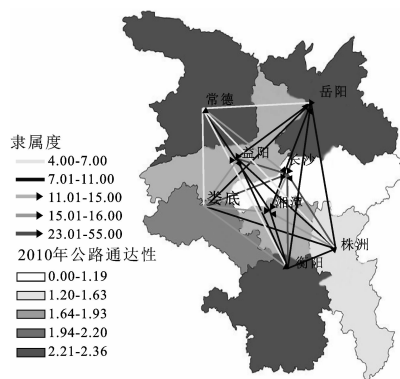 常德
岳阳
益阳
长沙
娄底
湘潭
株洲
衡阳
隶属度
4.00-7.00
7.01-11.00
11.01-15.00
15.01-16.00
23.01-55.00
2010年公路通达性
0.00-1.19
1.20-1.63
1.64-1.93
1.94-2.20
2.21-2.36